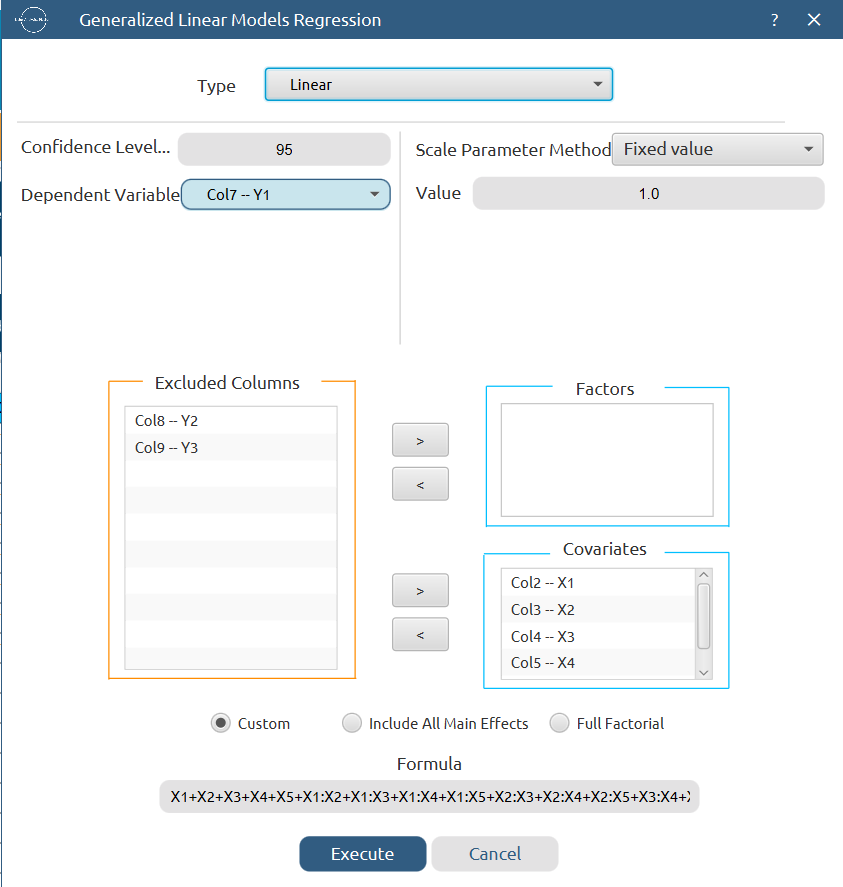 Generalized Linear Models Regression ?
Type Linear
Confidence Level... 95
Scale Parameter Method Fixed value
Dependent Variable Col7 -- Y1
Value 1.0
Excluded Columns
Col8 -- Y2
Col9 -- Y3
>
<
>
<
Factors
Covariates
Col2 -- X1
Col3 -- X2
Col4 -- X3
Col5 -- X4
Custom Include All Main Effects Full Factorial
Formula
X1+X2+X3+X4+X5+X1:X2+X1:X3+X1:X4+X1:X5+X2:X3+X2:X4+X2:X5+X3:X4+
Execute Cancel